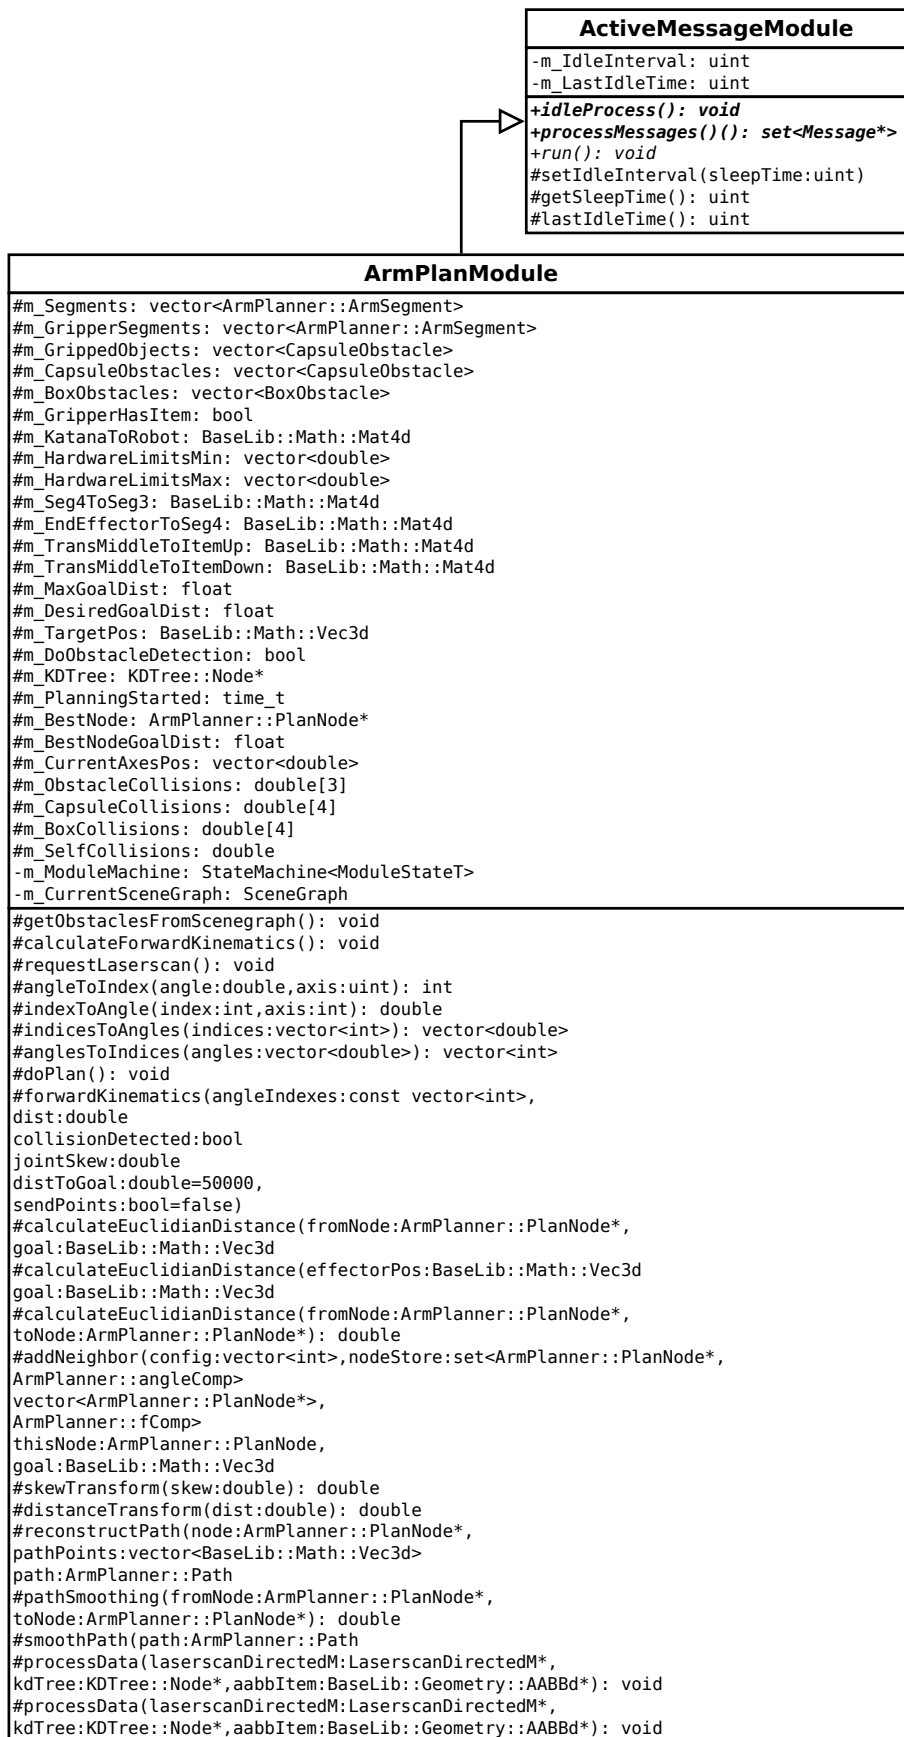 ActiveMessageModule
-m_IdleInterval: uint
-m_LastIdleTime: uint
+idleProcess(): void
+processMessages()(): set<Message*>
+run(): void
#setIdleInterval(sleepTime:uint)
#getSleepTime(): uint
#lastIdleTime(): uint
ArmPlanModule
#m_Segments: vector<ArmPlanner::ArmSegment>
#m_GripperSegments: vector<ArmPlanner::ArmSegment>
#m_GrippedObjects: vector<CapsuleObstacle>
#m_CapsuleObstacles: vector<CapsuleObstacle>
#m_BoxObstacles: vector<BoxObstacle>
#m_GripperHasItem: bool
#m_KatanaToRobot: BaseLib::Math::Mat4d
#m_HardwareLimitsMin: vector<double>
#m_HardwareLimitsMax: vector<double>
#m_Seg4ToSeg3: BaseLib::Math::Mat4d
#m_EndEffectorToSeg4: BaseLib::Math::Mat4d
#m_TransMiddleToItemUp: BaseLib::Math::Mat4d
#m_TransMiddleToItemDown: BaseLib::Math::Mat4d
#m_MaxGoalDist: float
#m_DesiredGoalDist: float
#m_TargetPos: BaseLib::Math::Vec3d
#m_DoObstacleDetection: bool
#m_KDTree: KDTree::Node*
#m_PlanningStarted: time_t
#m_BestNode: ArmPlanner::PlanNode*
#m_BestNodeGoalDist: float
#m_CurrentAxesPos: vector<double>
#m_ObstacleCollisions: double[3]
#m_CapsuleCollisions: double[4]
#m_BoxCollisions: double[4]
#m_SelfCollisions: double
-m_ModuleMachine: StateMachine<ModuleStateT>
-m_CurrentSceneGraph: SceneGraph
#getObstaclesFromScenegraph(): void
#calculateForwardKinematics(): void
#requestLaserscan(): void
#angleToIndex(angle:double,axis:uint): int
#indexToAngle(index:int,axis:int): double
#indicesToAngles(indices:vector<int>): vector<double>
#anglesToIndices(angles:vector<double>): vector<int>
#doPlan(): void
#forwardKinematics(angleIndexes:const vector<int>,
dist:double
collisionDetected:bool
jointSkew:double
distToGoal:double=50000,
sendPoints:bool=false)
#calculateEuclidianDistance(fromNode:ArmPlanner::PlanNode*,
goal:BaseLib::Math::Vec3d
#calculateEuclidianDistance(effectorPos:BaseLib::Math::Vec3d
goal:BaseLib::Math::Vec3d
#calculateEuclidianDistance(fromNode:ArmPlanner::PlanNode*,
toNode:ArmPlanner::PlanNode*): double
#addNeighbor(config:vector<int>,nodeStore:set<ArmPlanner::PlanNode*,
ArmPlanner::angleComp>
vector<ArmPlanner::PlanNode*>,
ArmPlanner::fComp>
thisNode:ArmPlanner::PlanNode,
goal:BaseLib::Math::Vec3d
#skewTransform(skew:double): double
#distanceTransform(dist:double): double
#reconstructPath(node:ArmPlanner::PlanNode*,
pathPoints:vector<BaseLib::Math::Vec3d>
path:ArmPlanner::Path
#pathSmoothing(fromNode:ArmPlanner::PlanNode*,
toNode:ArmPlanner::PlanNode*): double
#smoothPath(path:ArmPlanner::Path
#processData(laserscanDirectedM:LaserscanDirectedM*,
kdTree:KDTree::Node*,aabbItem:BaseLib::Geometry::AABBd*): void
#processData(laserscanDirectedM:LaserscanDirectedM*,
kdTree:KDTree::Node*,aabbItem:BaseLib::Geometry::AABBd*): void